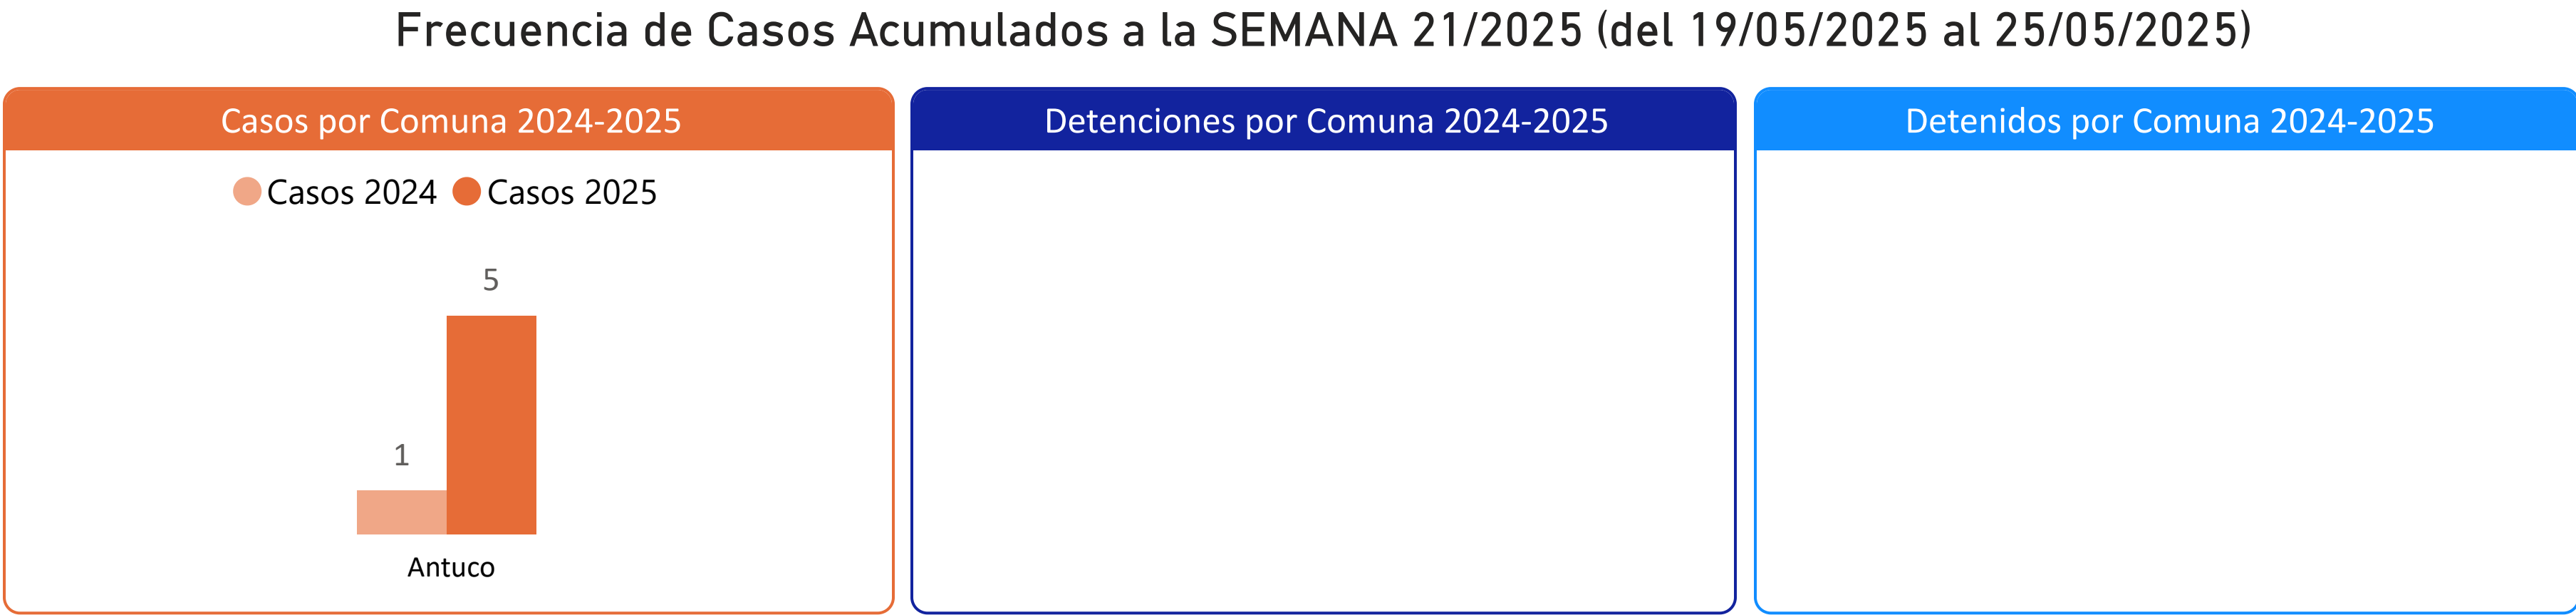 Frecuencia de Casos Acumulados a la SEMANA 21/2025 (del 19/05/2025 al 25/05/2025)
Casos por Comuna 2024-2025
Casos 2024 Casos 2025
5
1
Antuco
Detenciones por Comuna 2024-2025
Detenidos por Comuna 2024-2025